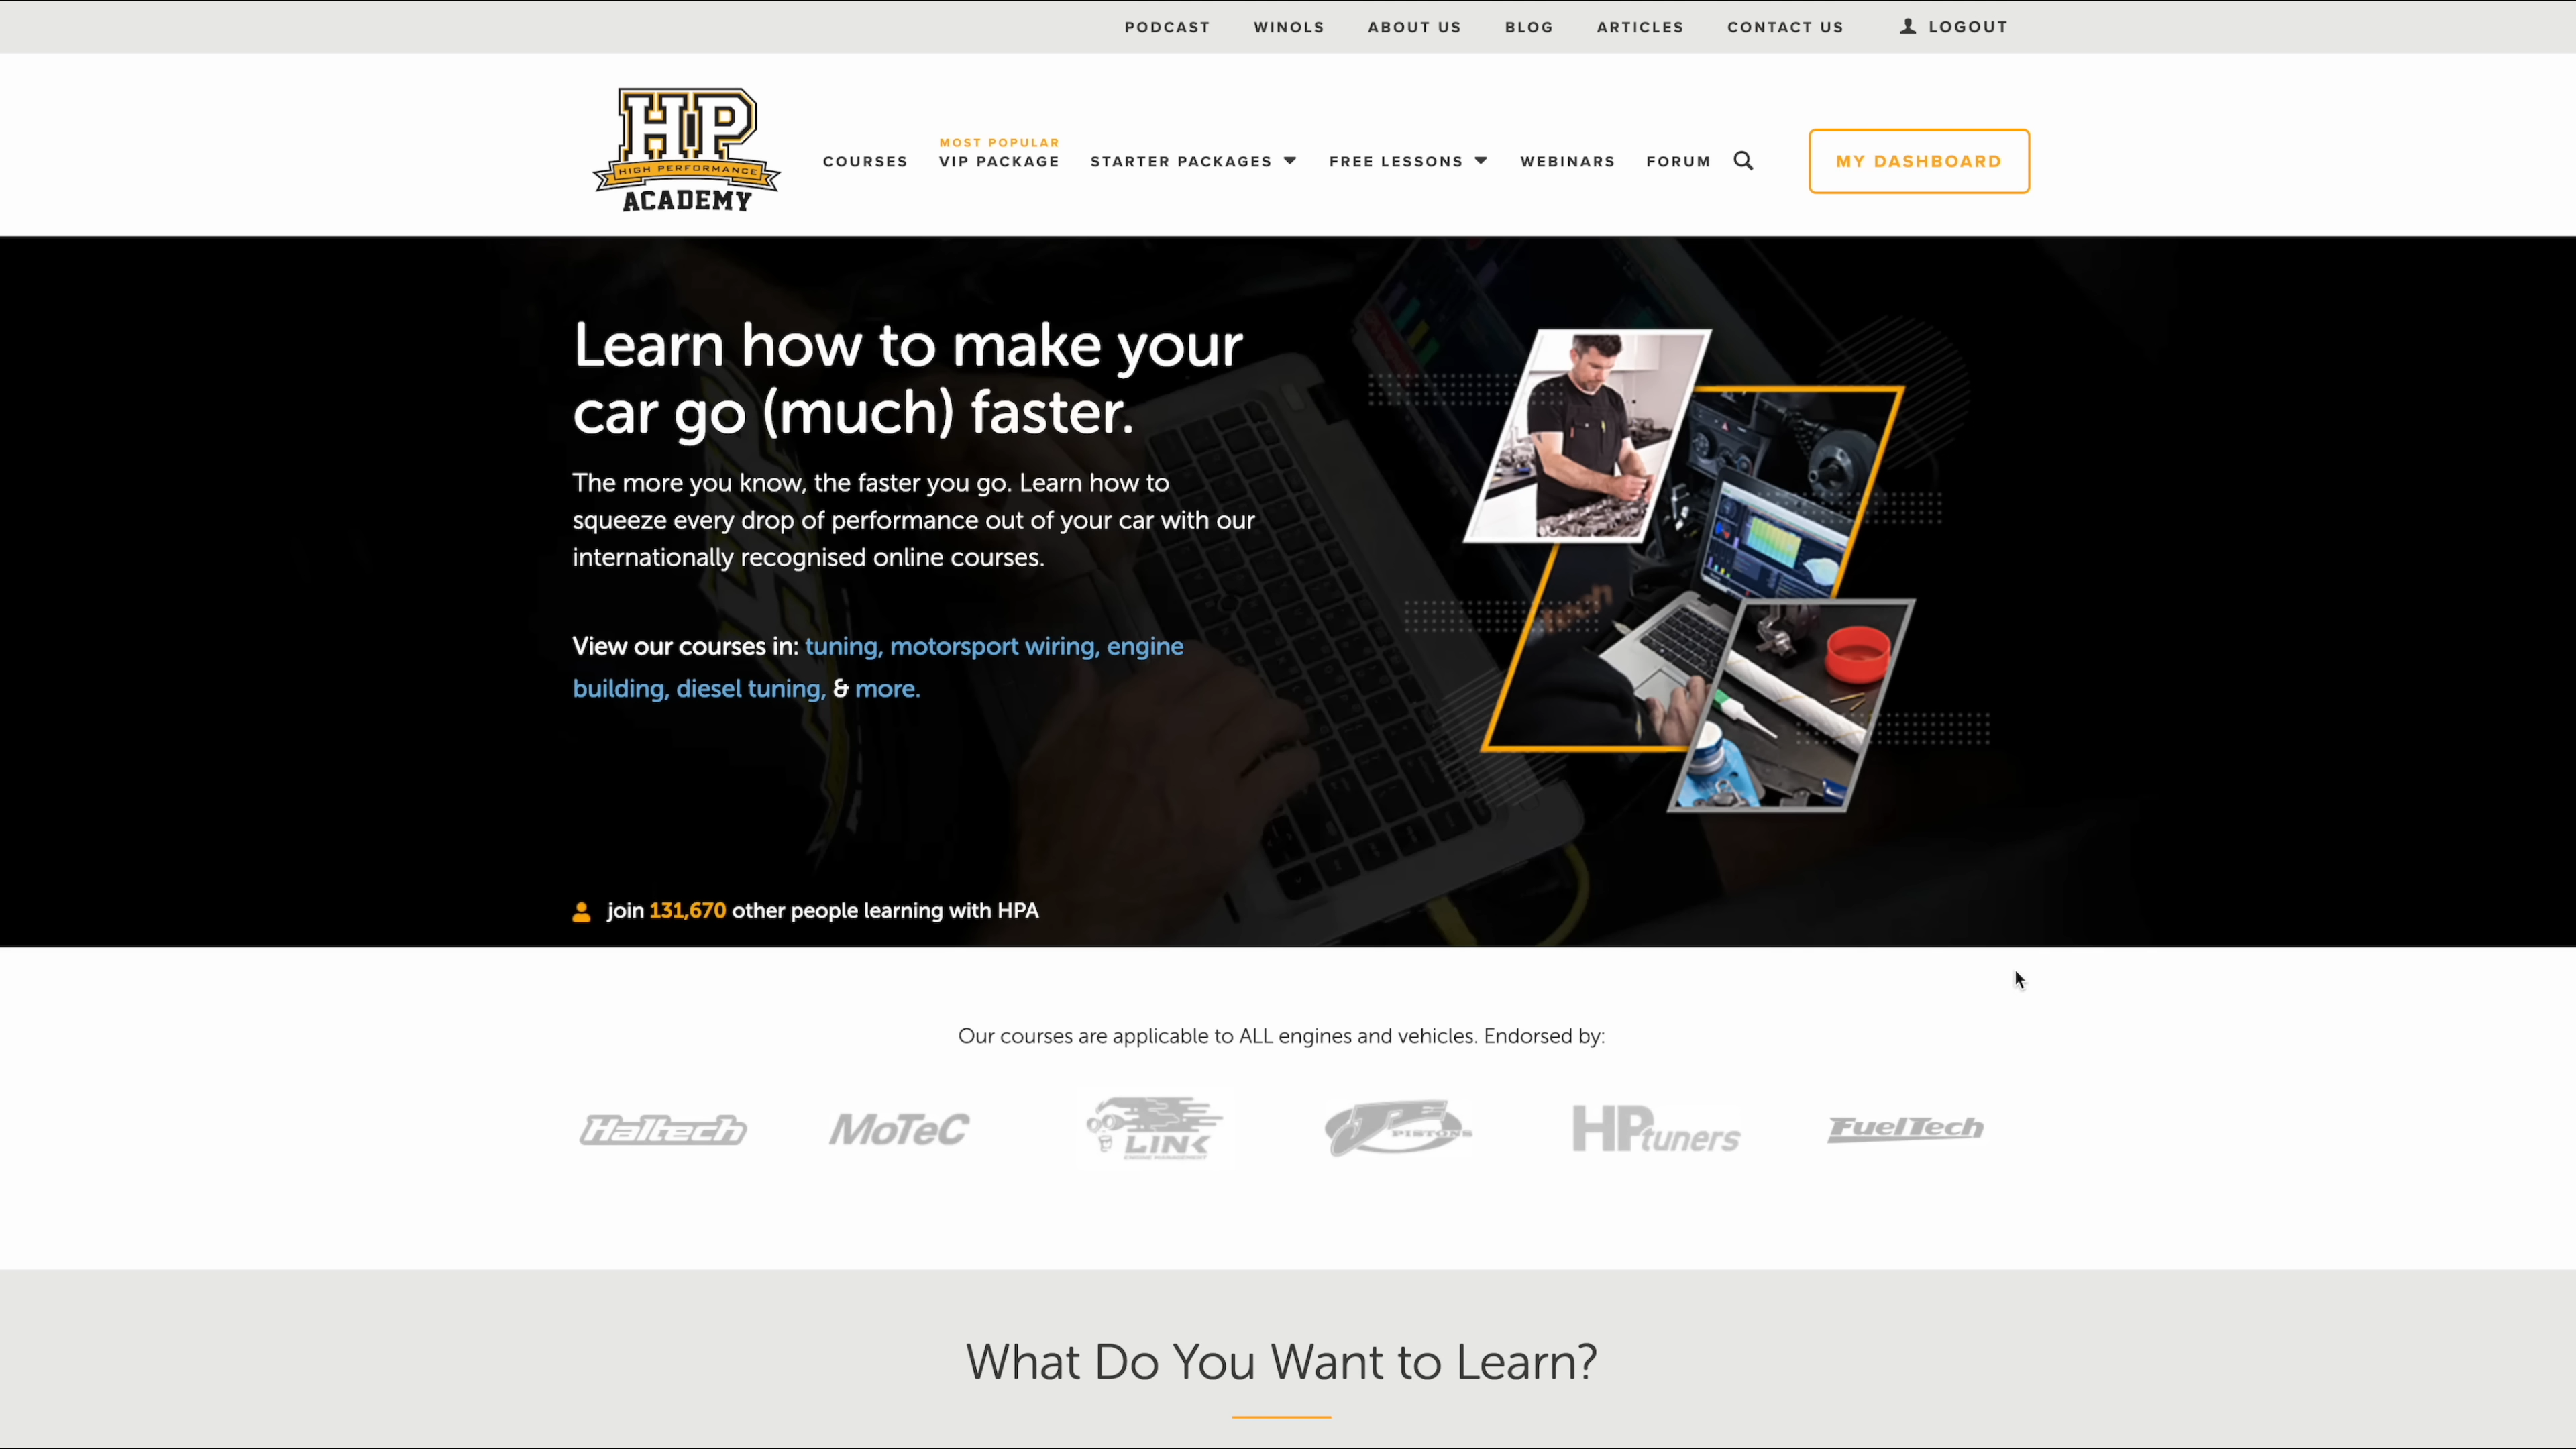 PODCAST WINOLS ABOUT US BLOG ARTICLES CONTACT US LOGOUT
HP
HIGH PERFORMANCE
ACADEMY
COURSES
MOST POPULAR
VIP PACKAGE
STARTER PACKAGES
FREE LESSONS
WEBINARS
FORUM
MY DASHBOARD
Learn how to make your
car go (much) faster.
The more you know, the faster you go. Learn how to
squeeze every drop of performance out of your car with our
internationally recognised online courses.
View our courses in: tuning, motorsport wiring, engine
building, diesel tuning, & more.
join 131,670 other people learning with HPA
Our courses are applicable to ALL engines and vehicles. Endorsed by:
Haltech
MoTeC
LINK
ENGINE MANAGEMENT
JE PISTONS
HPtuners
FuelTech
What Do You Want to Learn?